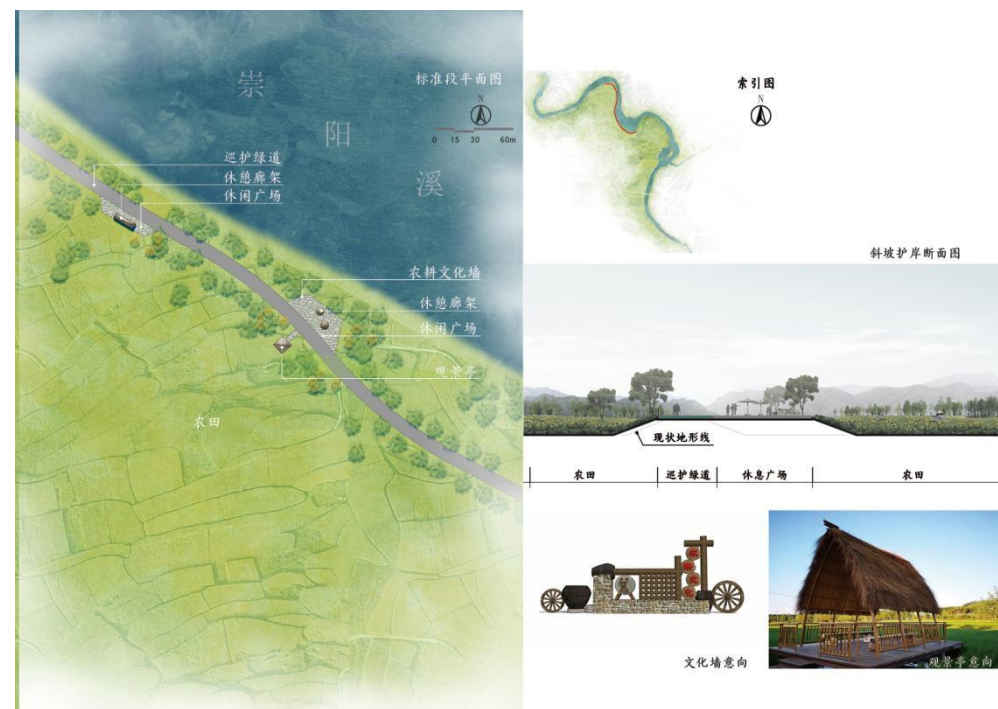 标准段平面图
N
0 15 30 60m
崇
阳
溪
巡护绿道
休憩廊架
休闲广场
农耕文化墙
休憩廊架
休闲广场
观景亭
农田
索引图
N
斜坡护岸断面图
现状地形线
农田
巡护绿道
休息广场
农田
文化墙意向
观景亭意向